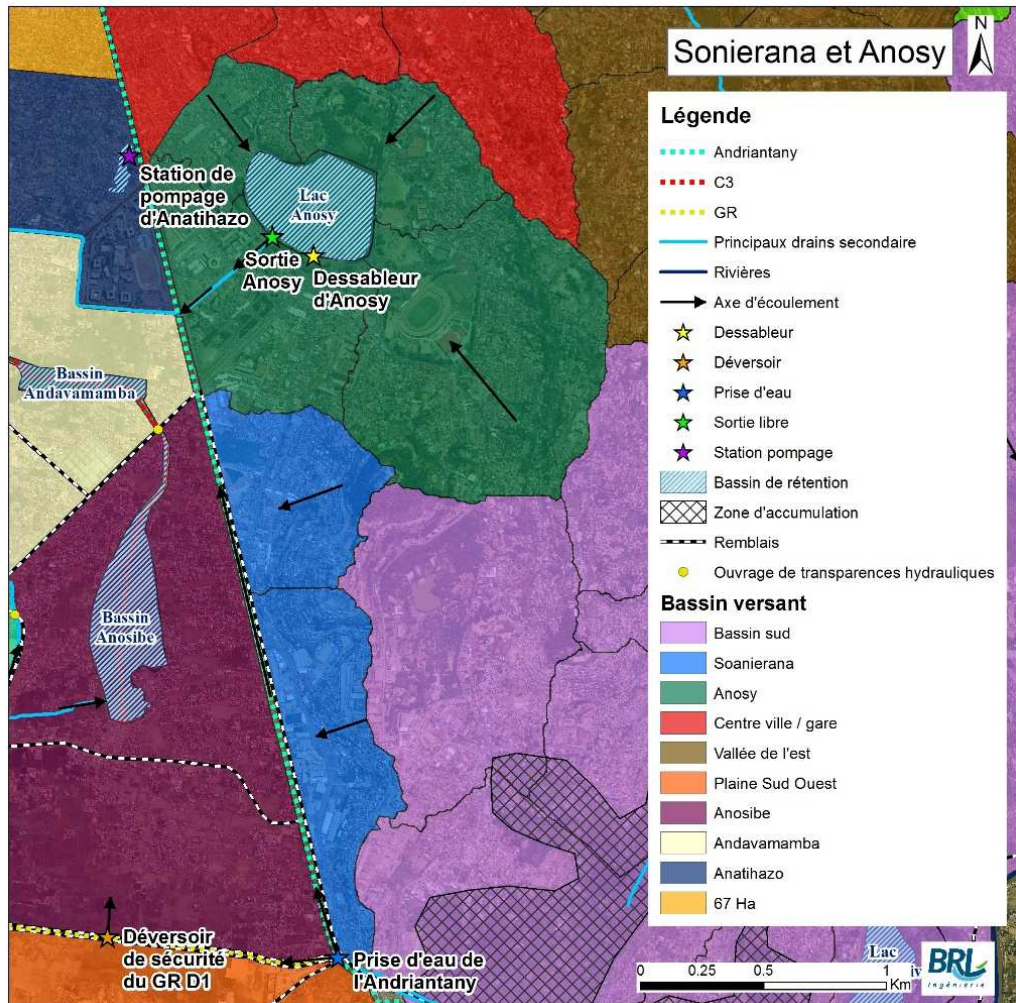 Sonierana et Anosy
N
Station de
pompage
d'Anatihazo
Lac
Anosy
Sortie
Anosy
Dessableur
d'Anosy
Bassin
Andavamamba
Bassin
Anosibe
Déversoir
de sécurité
du GR D1
Prise d'eau de
l'Andriantany
Légende
Andriantany
C3
GR
Principaux drains secondaire
Rivières
Axe d'écoulement
Dessableur
Déversoir
Prise d'eau
Sortie libre
Station pompage
Bassin de rétention
Zone d'accumulation
Remblais
Ouvrage de transparences hydrauliques
Bassin versant
Bassin sud
Soanierana
Anosy
Centre ville / gare
Vallée de l'est
Plaine Sud Ouest
Anosibe
Andavamamba
Anatihazo
67 Ha
Lac
0 0.25 0.5 1
Km
BRL
Ingénierie